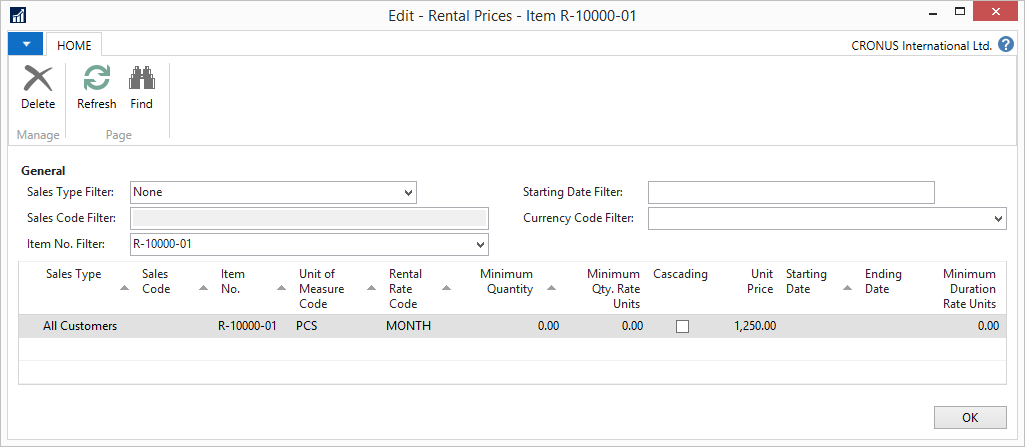 Edit - Rental Prices - Item R-10000-01
HOME
CRONUS International Ltd.
?
Delete
Refresh
Find
Manage
Page
General
Sales Type Filter:
None
Starting Date Filter:
Sales Code Filter:
Currency Code Filter:
Item No. Filter:
R-10000-01
Sales Type
Sales
Code
Item
No.
Unit of
Measure
Code
Rental
Rate
Code
Minimum
Quantity
Minimum
Qty. Rate
Units
Cascading
Unit
Price
Starting
Date
Ending
Date
Minimum
Duration
Rate Units
All Customers R-10000-01 PCS MONTH 0.00 0.00 1,250.00 0.00
OK